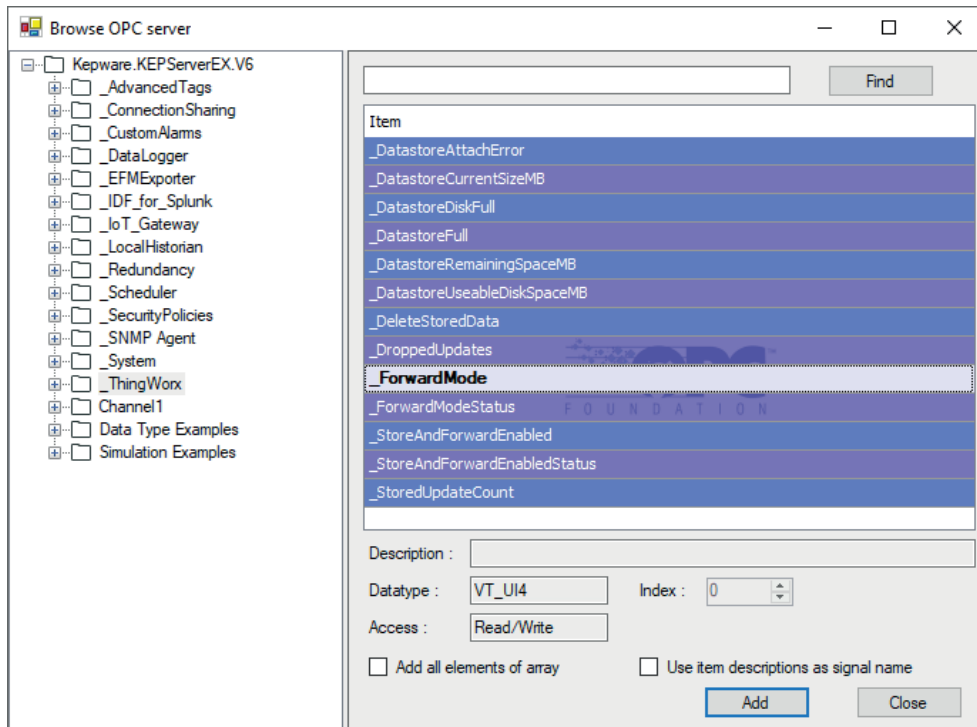 Browse OPC server
Kepware.KEPServerEX.V6
_AdvancedTags
_ConnectionSharing
_CustomAlarms
_DataLogger
_EFMExporter
_IDF_for_Splunk
_IoT_Gateway
_LocalHistorian
_Redundancy
_Scheduler
_SecurityPolicies
_SNMP Agent
_System
_ThingWorx
Channel1
Data Type Examples
Simulation Examples
Find
Item
_DatastoreAttachError
_DatastoreCurrentSizeMB
_DatastoreDiskFull
_DatastoreFull
_DatastoreRemainingSpaceMB
_DatastoreUseableDiskSpaceMB
_DeleteStoredData
_DroppedUpdates
OPC
_ForwardMode
_ForwardModeStatus
FOUNDATION
_StoreAndForwardEnabled
_StoreAndForwardEnabledStatus
_StoredUpdateCount
Description :
Datatype : VT_UI4 Index : 0
Access : Read/Write
Add all elements of array Use item descriptions as signal name
Add Close